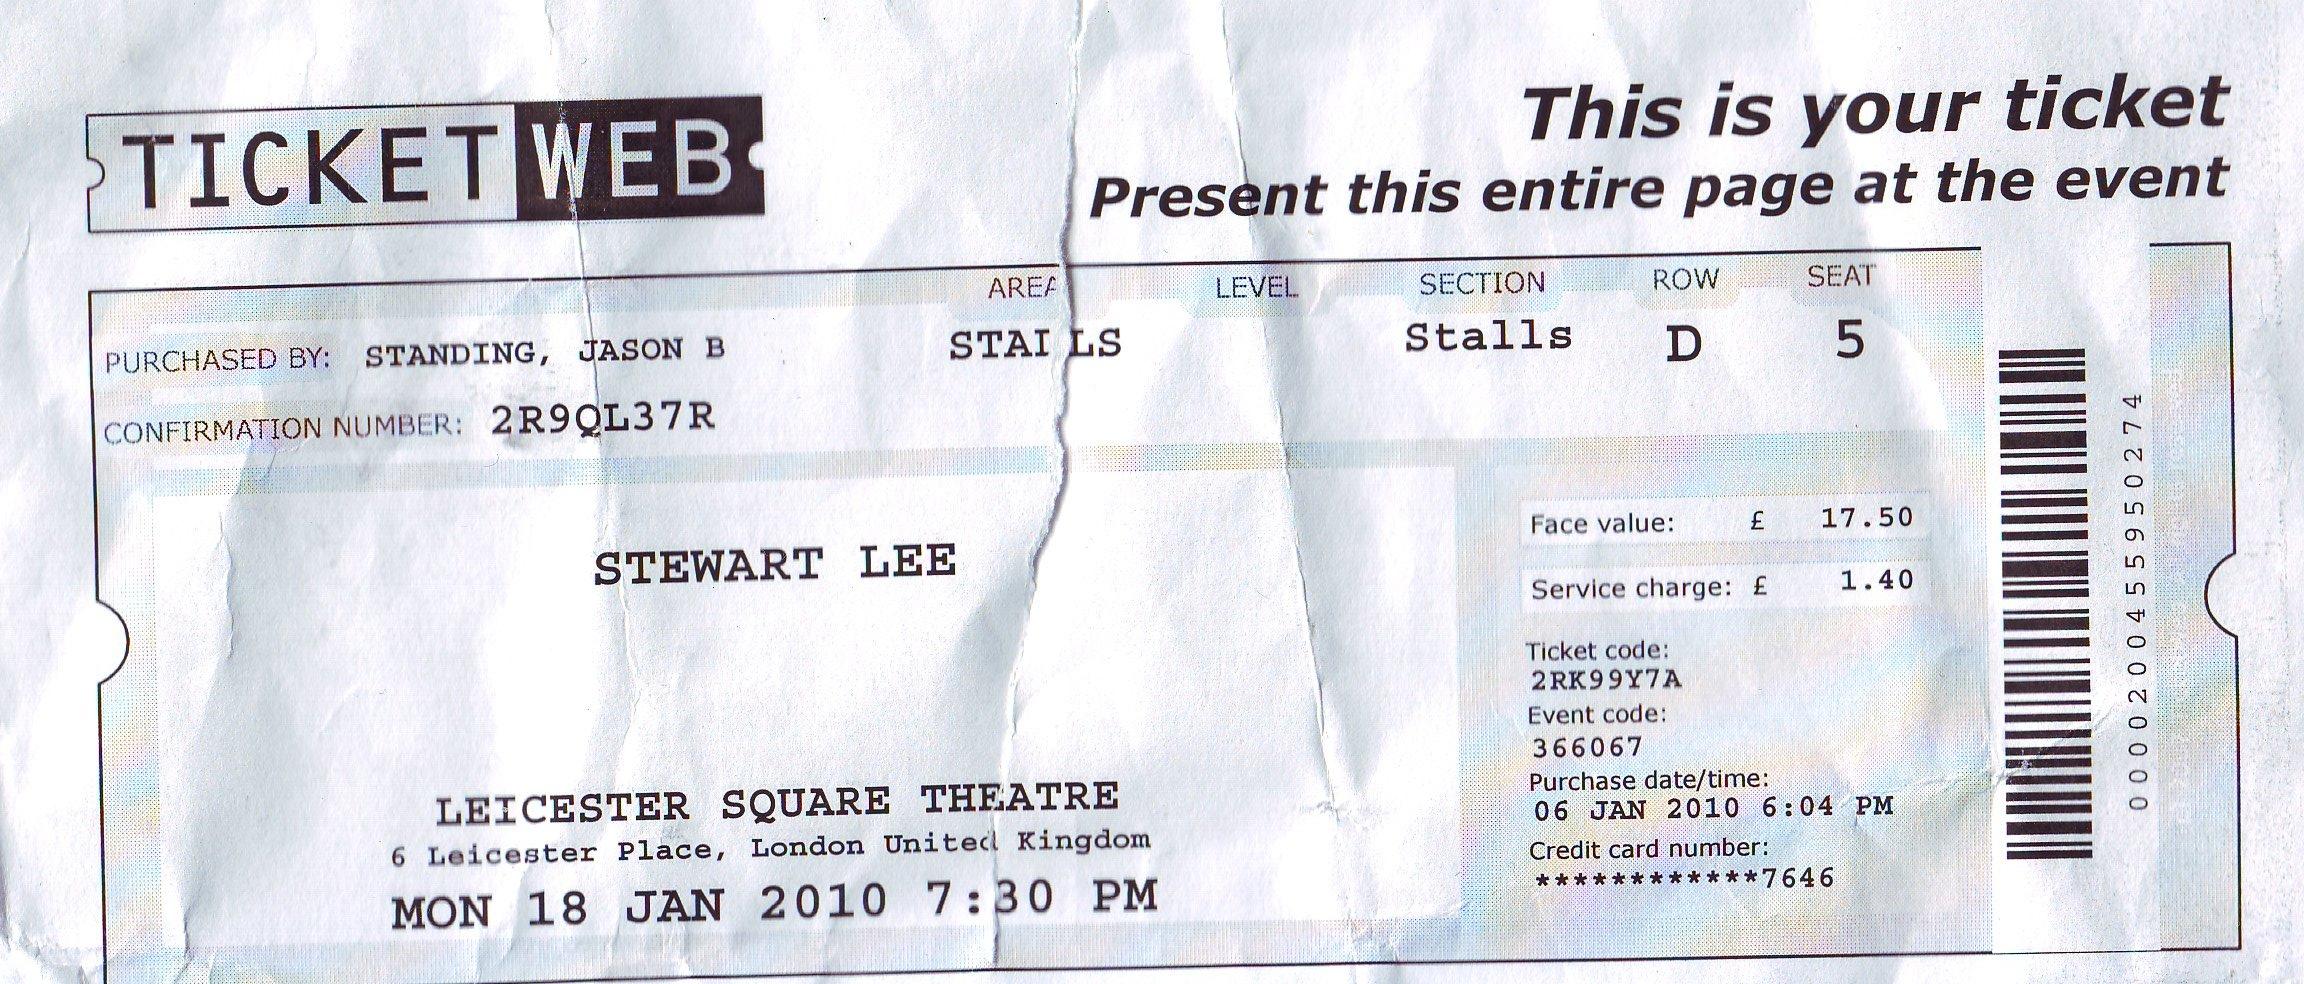 TICKETWEB
This is your ticket
Present this entire page at the event
AREA LEVEL SECTION ROW SEAT
PURCHASED BY: STANDING, JASON B STALLS Stalls D 5
CONFIRMATION NUMBER: 2R9QL37R
STEWART LEE
LEICESTER SQUARE THEATRE
6 Leicester Place, London United Kingdom
MON 18 JAN 2010 7:30 PM
Face value: £ 17.50
Service charge: £ 1.40
Ticket code:
2RK99Y7A
Event code:
366067
Purchase date/time:
06 JAN 2010 6:04 PM
Credit card number:
************7646
00002004559550274